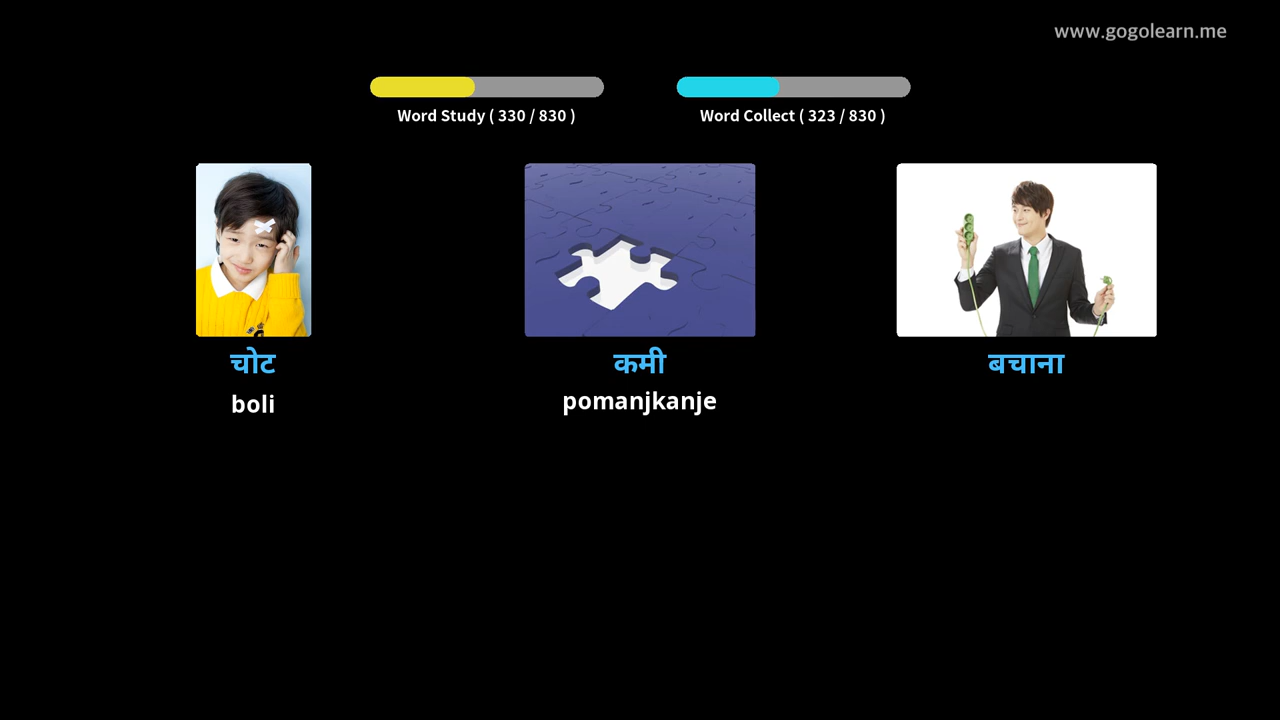 www.gogolearn.me
Word Study ( 330 / 830 )
Word Collect ( 323 / 830 )
चोट
कमी
बचाना
boli
pomanjkanje